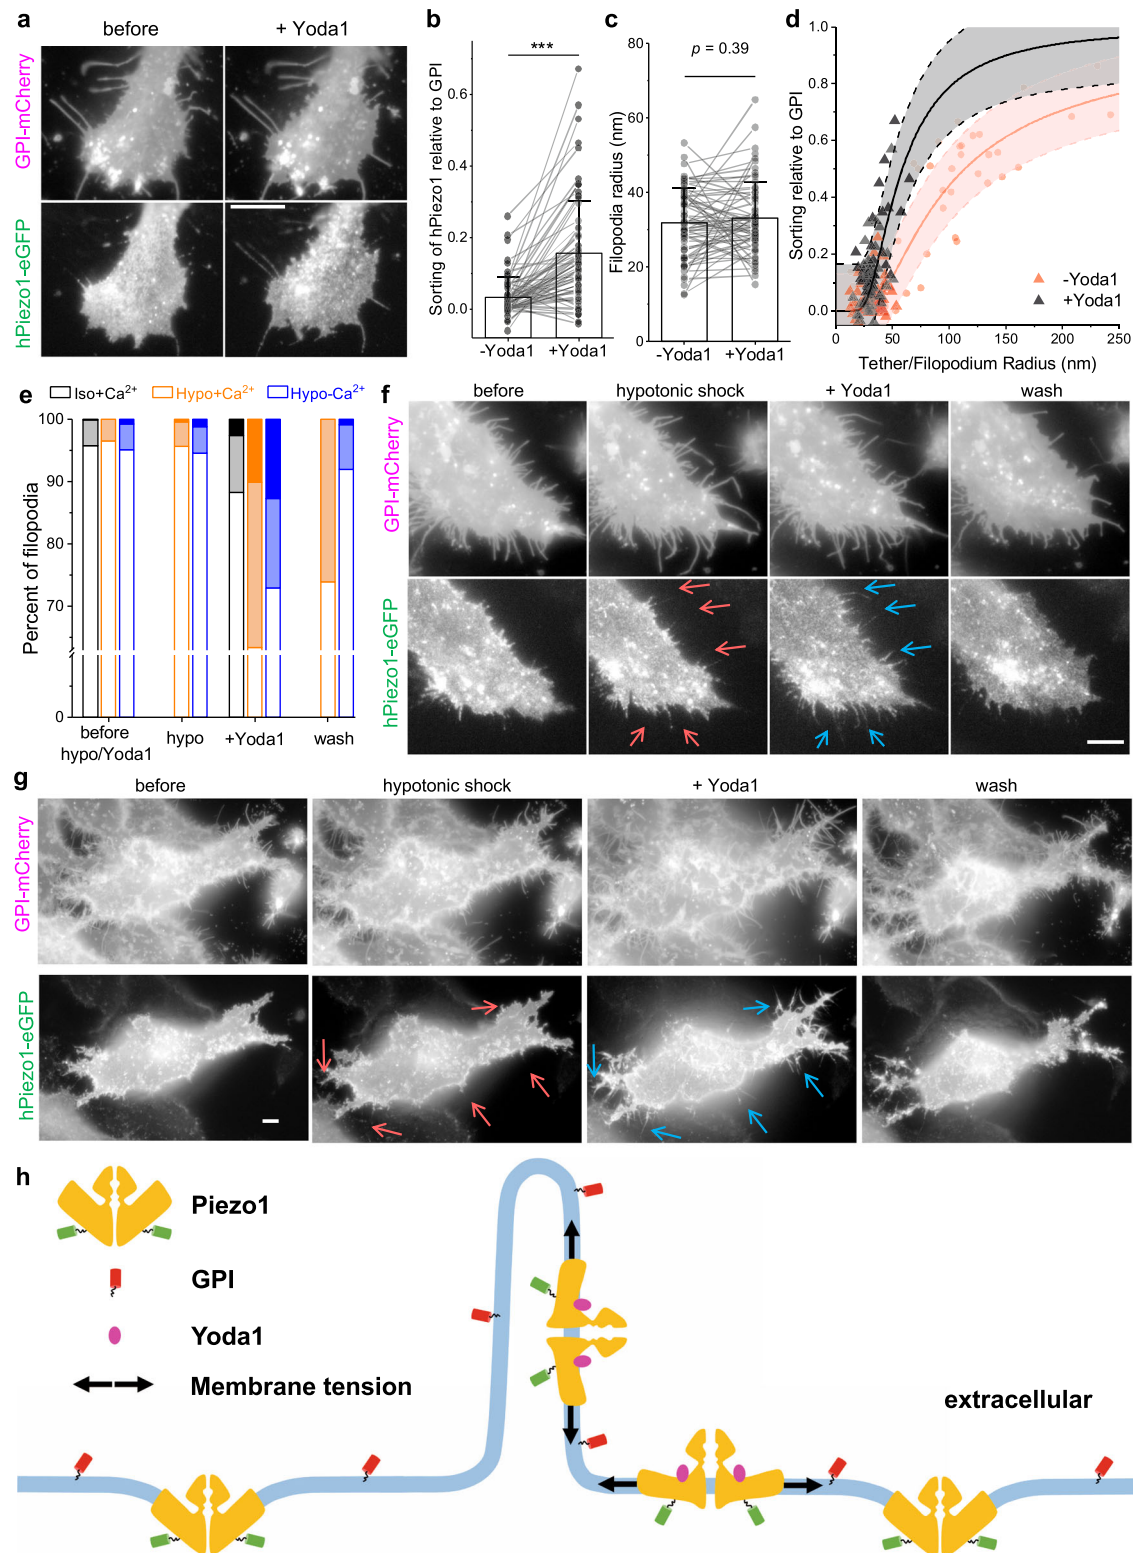 a
before
+ Yoda1
GPI-mCherry
hPiezo1-eGFP
b
Sorting of hPiezo1 relative to GPI
0.6
0.4
0.2
0.0
***
-Yoda1
+Yoda1
c
Filopodia radius (nm)
80
60
40
20
0
p = 0.39
-Yoda1
+Yoda1
d
Sorting relative to GPI
1.0
0.8
0.6
0.4
0.2
0.0
-Yoda1
+Yoda1
0
50
100
150
200
250
Tether/Filopodium Radius (nm)
e
Iso+Ca²⁺
Hypo+Ca²⁺
Hypo-Ca²⁺
Percent of filopodia
100
90
80
70
0
before
hypo/Yoda1
hypo
+Yoda1
wash
f
before
hypotonic shock
+ Yoda1
wash
GPI-mCherry
hPiezo1-eGFP
g
before
hypotonic shock
+ Yoda1
wash
GPI-mCherry
hPiezo1-eGFP
h
Piezo1
GPI
Yoda1
Membrane tension
extracellular